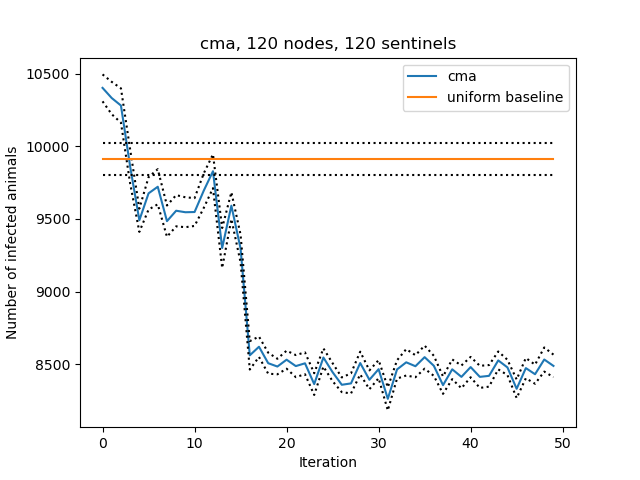 cma, 120 nodes, 120 sentinels
cma
uniform baseline
10500
10000
9500
9000
8500
Number of infected animals
0 10 20 30 40 50
Iteration